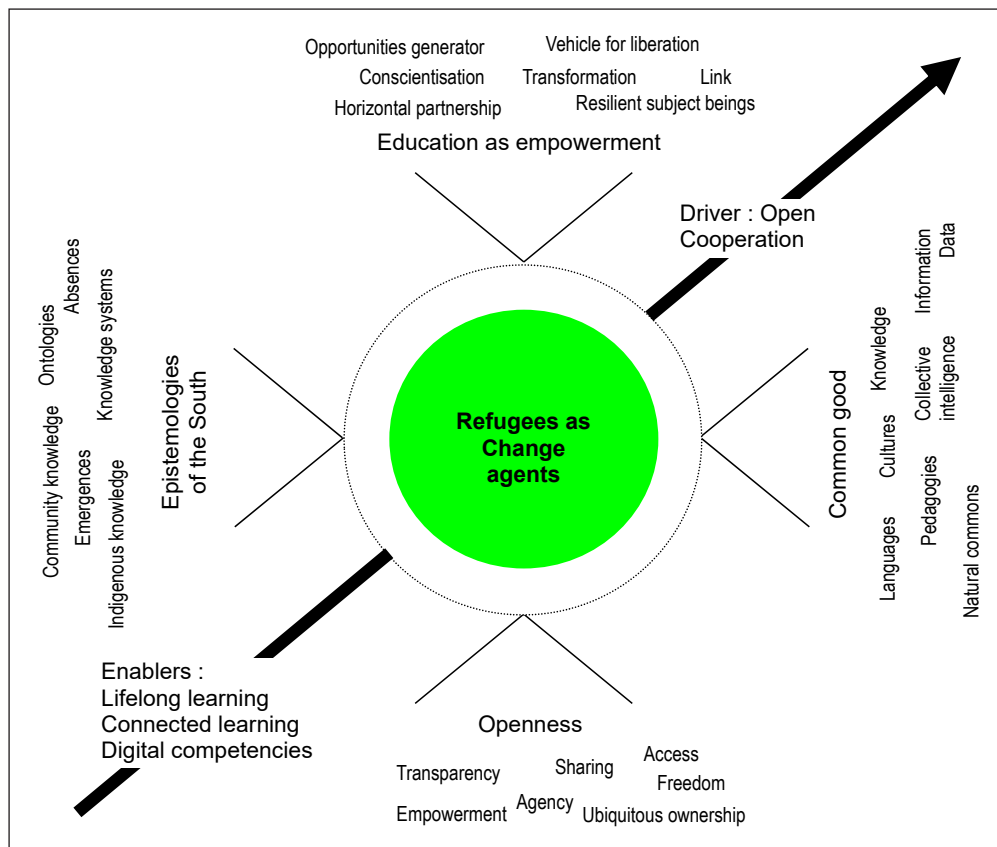 Opportunities generator
Vehicle for liberation
Conscientisation
Transformation
Link
Horizontal partnership
Resilient subject beings
Education as empowerment
Driver : Open
Cooperation
Community knowledge
Ontologies
Absences
Emergences
Knowledge systems
Indigenous knowledge
Epistemologies
of the South
Refugees as
Change
agents
Common good
Languages
Cultures
Knowledge
Pedagogies
Collective
intelligence
Information
Data
Natural commons
Enablers :
Lifelong learning
Connected learning
Digital competencies
Openness
Transparency
Sharing
Access
Freedom
Empowerment
Agency
Ubiquitous ownership